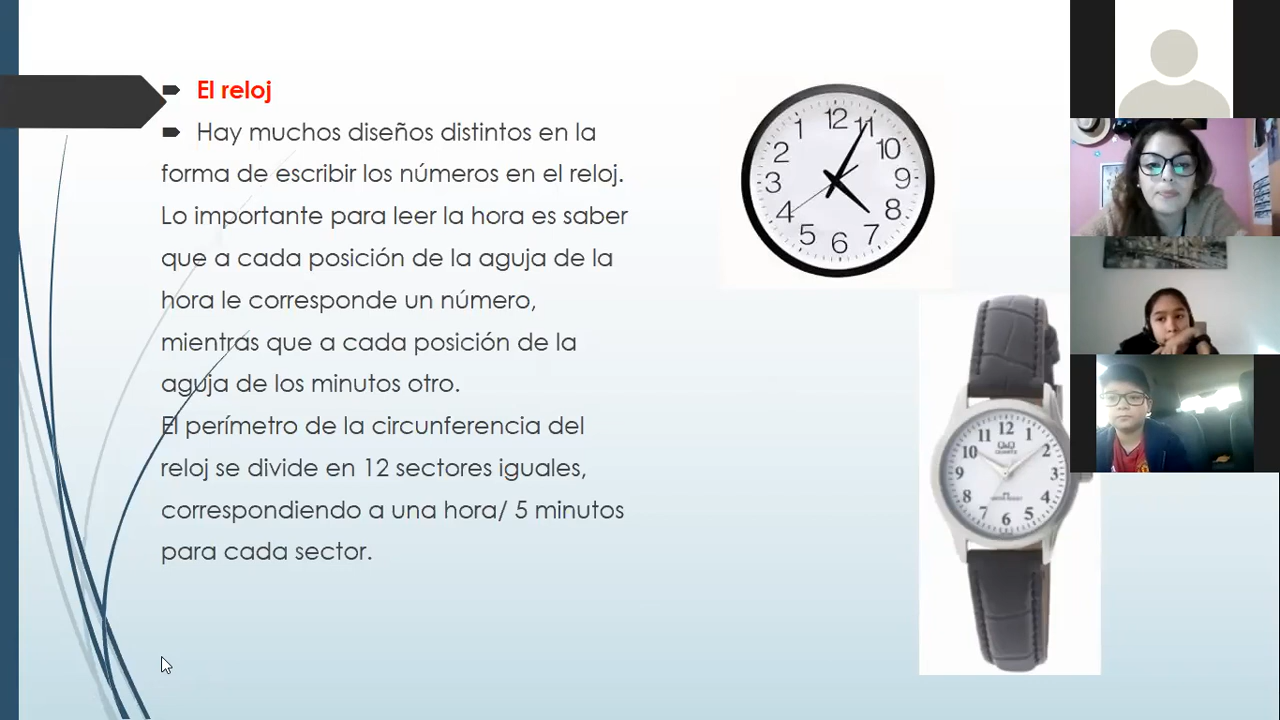 El reloj
Hay muchos diseños distintos en la
forma de escribir los números en el reloj.
Lo importante para leer la hora es saber
que a cada posición de la aguja de la
hora le corresponde un número,
mientras que a cada posición de la
aguja de los minutos otro.
El perímetro de la circunferencia del
reloj se divide en 12 sectores iguales,
correspondiendo a una hora/ 5 minutos
para cada sector.
12
11
10
9
8
7
6
5
4
3
2
1
12
1
2
3
4
5
6
7
8
9
10
11
Q&Q
QUARTZ